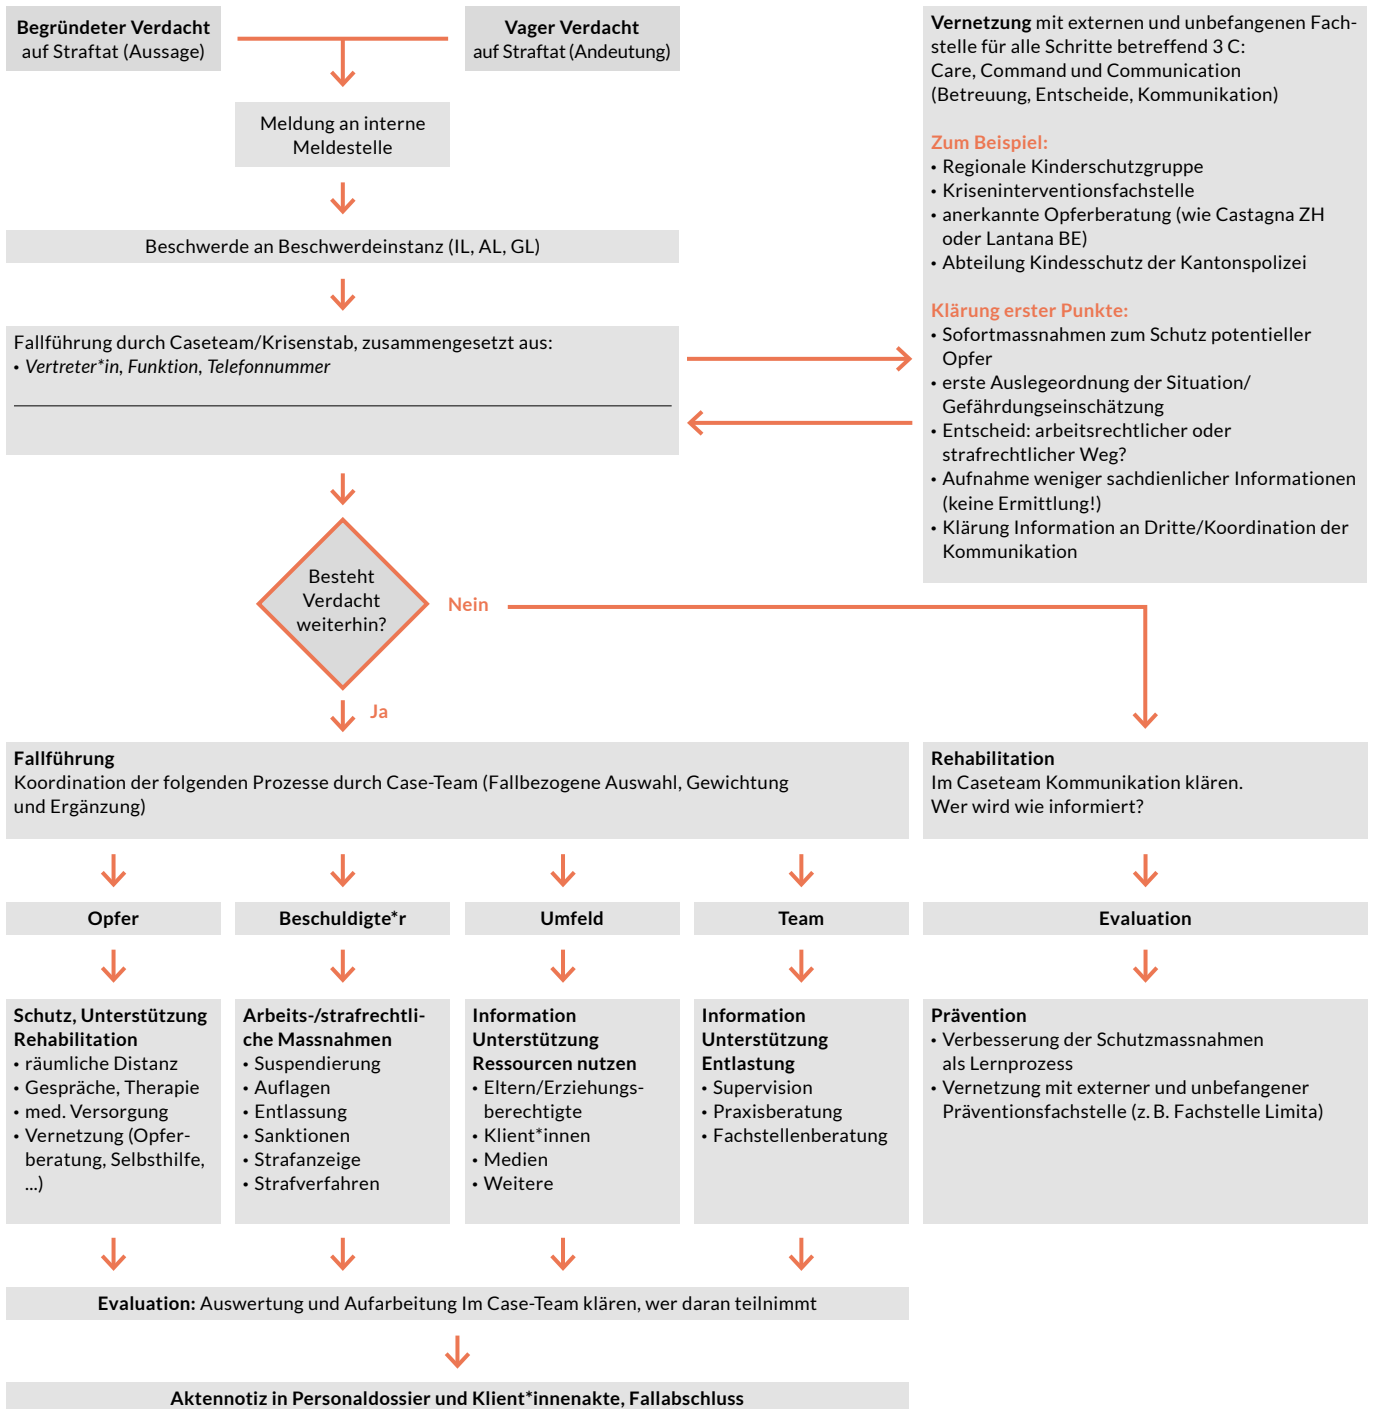 Begründeter Verdacht
auf Straftat (Aussage)
Vager Verdacht
auf Straftat (Andeutung)
Meldung an interne
Meldestelle
Beschwerde an Beschwerdeinstanz (IL, AL, GL)
Fallführung durch Caseteam/Krisenstab, zusammengesetzt aus:
• Vertreter*in, Funktion, Telefonnummer
Vernetzung mit externen und unbefangenen Fach-
stelle für alle Schritte betreffend 3 C:
Care, Command und Communication
(Betreuung, Entscheide, Kommunikation)
Zum Beispiel:
• Regionale Kinderschutzgruppe
• Kriseninterventionsfachstelle
• anerkannte Opferberatung (wie Castagna ZH
oder Lantana BE)
• Abteilung Kindesschutz der Kantonspolizei
Klärung erster Punkte:
• Sofortmassnahmen zum Schutz potentieller
Opfer
• erste Auslegeordnung der Situation/
Gefährdungseinschätzung
• Entscheid: arbeitsrechtlicher oder
strafrechtlicher Weg?
• Aufnahme weniger sachdienlicher Informationen
(keine Ermittlung!)
• Klärung Information an Dritte/Koordination der
Kommunikation
Besteht
Verdacht
weiterhin?
Nein
Ja
Fallführung
Koordination der folgenden Prozesse durch Case-Team (Fallbezogene Auswahl, Gewichtung
und Ergänzung)
Rehabilitation
Im Caseteam Kommunikation klären.
Wer wird wie informiert?
Opfer
Beschuldigte*r
Umfeld
Team
Evaluation
Schutz, Unterstützung
Rehabilitation
• räumliche Distanz
• Gespräche, Therapie
• med. Versorgung
• Vernetzung (Opfer-
beratung, Selbsthilfe,
...)
Arbeits-/strafrechtli-
che Massnahmen
• Suspendierung
• Auflagen
• Entlassung
• Sanktionen
• Strafanzeige
• Strafverfahren
Information
Unterstützung
Ressourcen nutzen
• Eltern/Erziehungs-
berechtigte
• Klient*innen
• Medien
• Weitere
Information
Unterstützung
Entlastung
• Supervision
• Praxisberatung
• Fachstellenberatung
Prävention
• Verbesserung der Schutzmassnahmen
als Lernprozess
• Vernetzung mit externer und unbefangener
Präventionsfachstelle (z. B. Fachstelle Limita)
Evaluation: Auswertung und Aufarbeitung Im Case-Team klären, wer daran teilnimmt
Aktennotiz in Personaldossier und Klient*innenakte, Fallabschluss